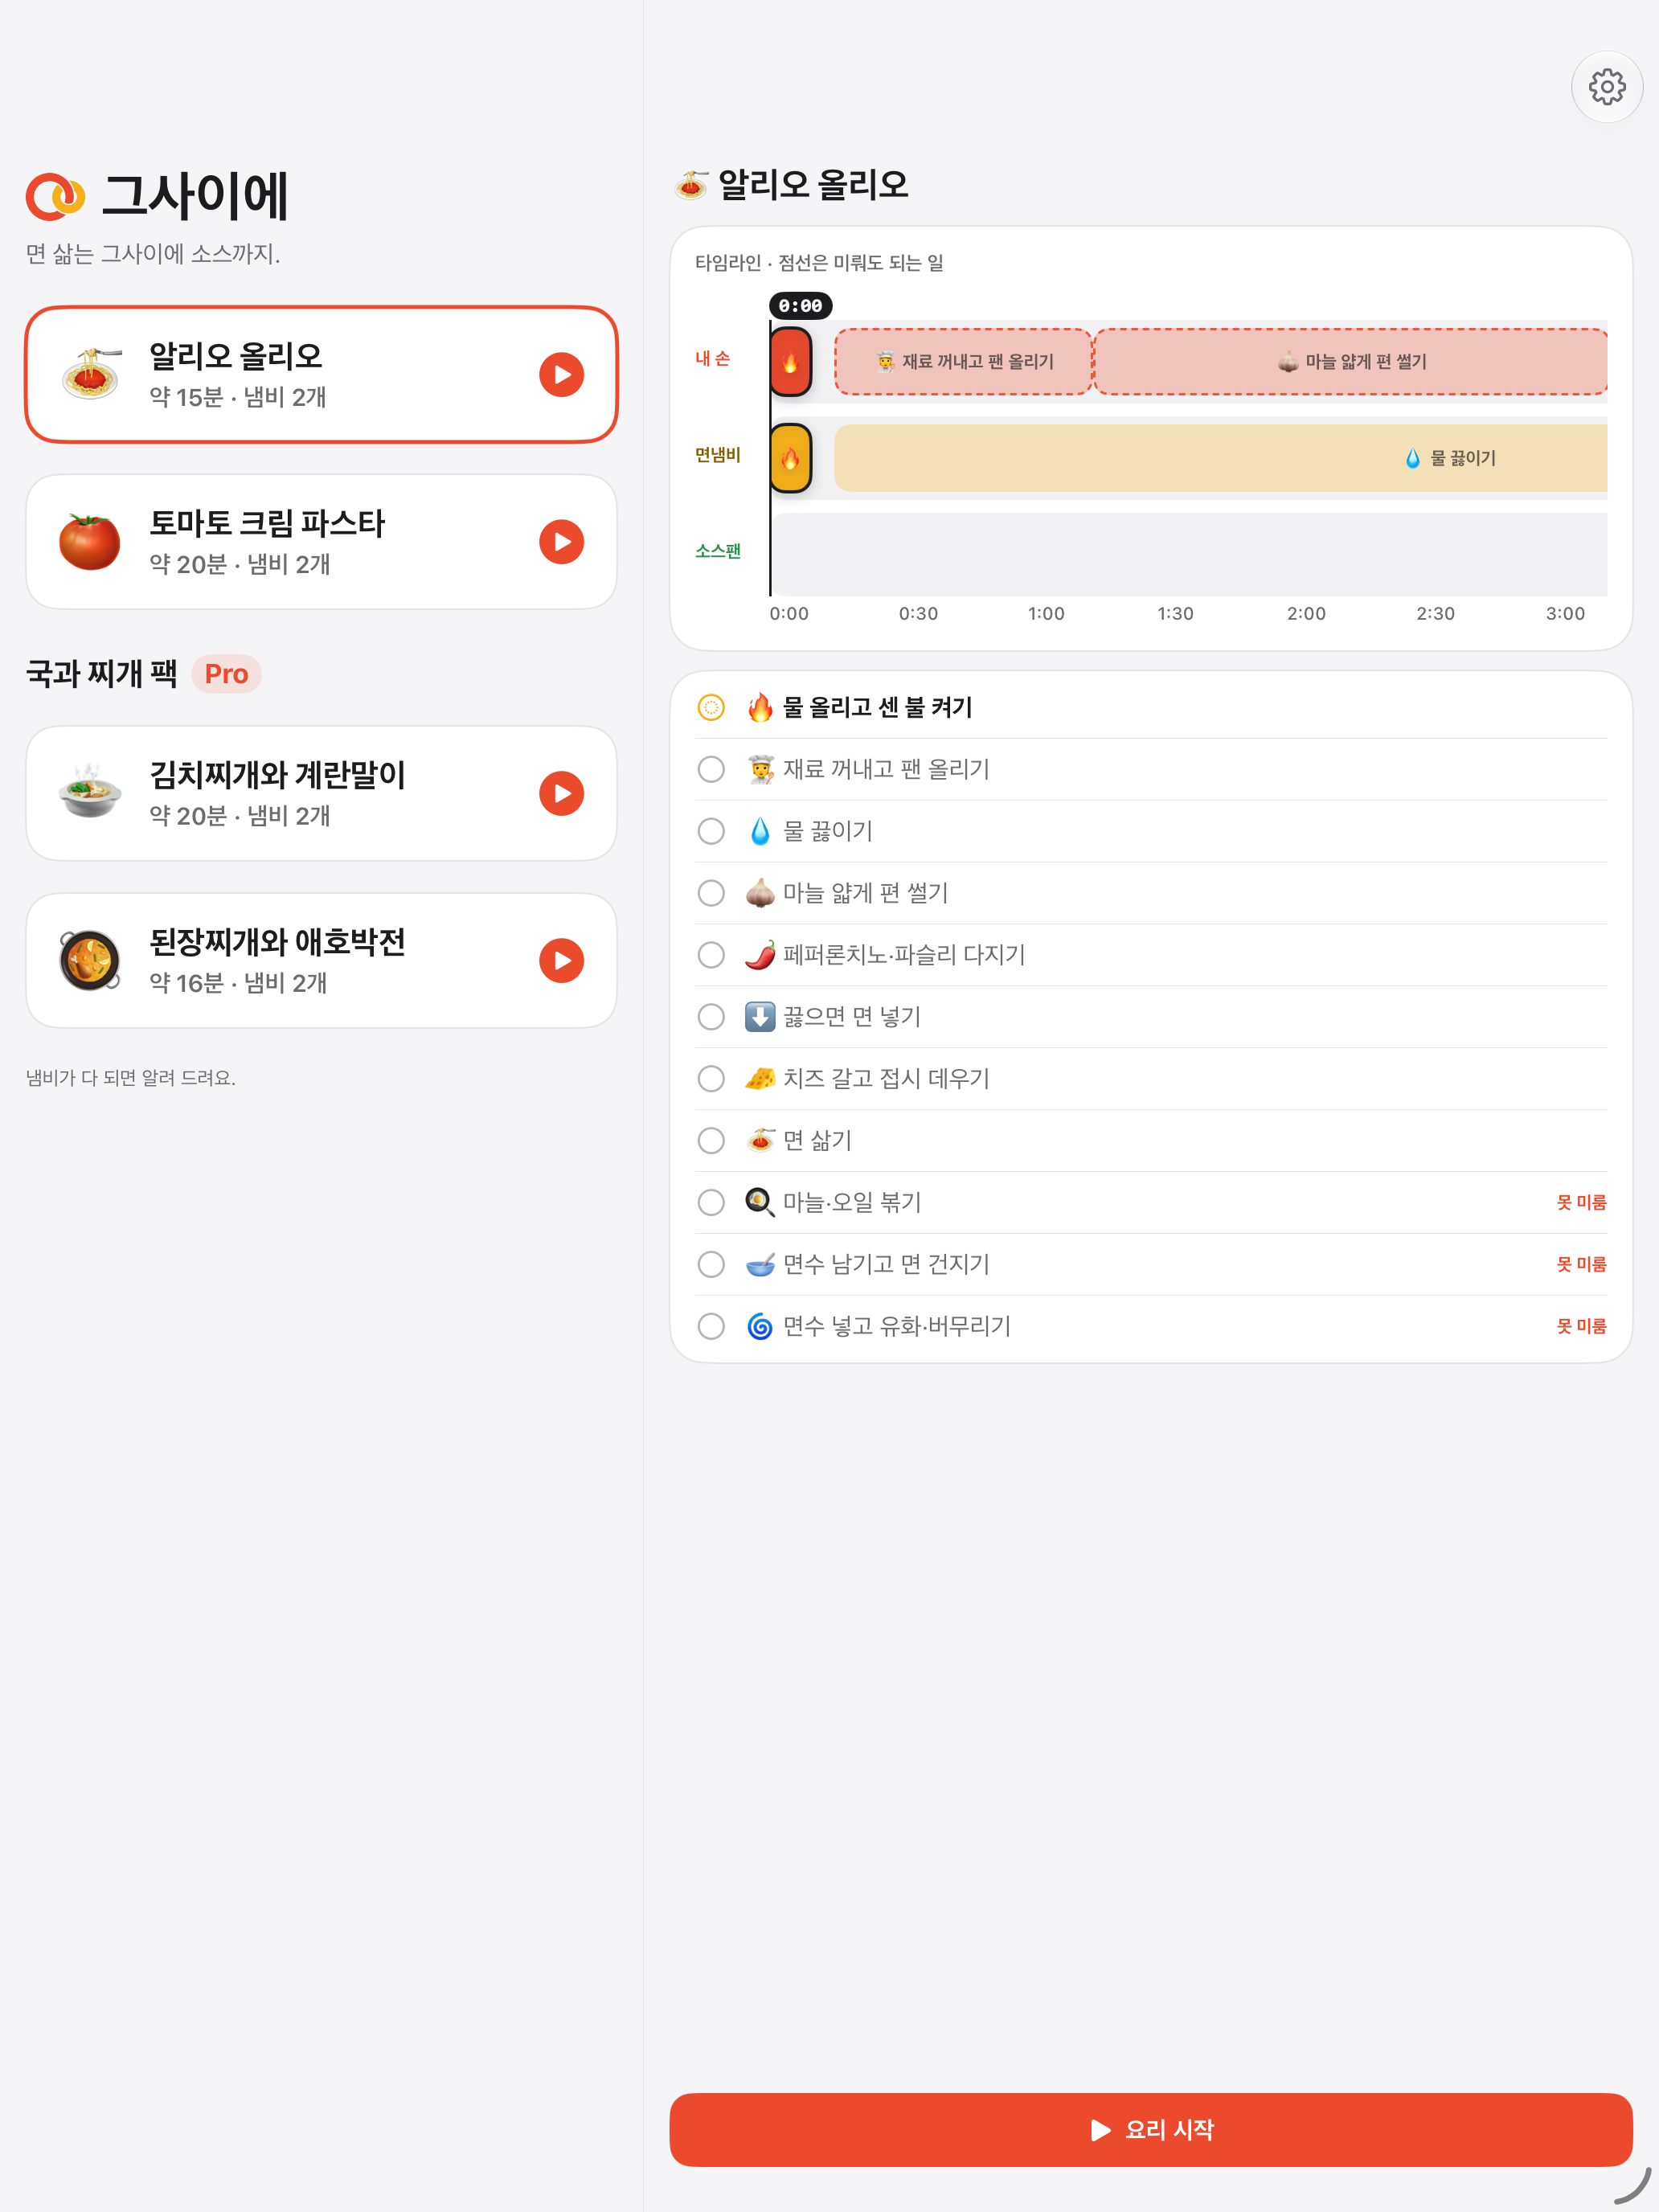 그사이에
면 삶는 그사이에 소스까지.
알리오 올리오
약 15분 · 냄비 2개
토마토 크림 파스타
약 20분 · 냄비 2개
국과 찌개 팩 Pro
김치찌개와 계란말이
약 20분 · 냄비 2개
된장찌개와 애호박전
약 16분 · 냄비 2개
냄비가 다 되면 알려 드려요.
알리오 올리오
타임라인 · 점선은 미뤄도 되는 일
0:00
내 손
재료 꺼내고 팬 올리기
마늘 얇게 편 썰기
면냄비
물 끓이기
소스팬
0:00 0:30 1:00 1:30 2:00 2:30 3:00
물 올리고 센 불 켜기
재료 꺼내고 팬 올리기
물 끓이기
마늘 얇게 편 썰기
페퍼론치노·파슬리 다지기
끓으면 면 넣기
치즈 갈고 접시 데우기
면 삶기
마늘·오일 볶기 못 미룸
면수 남기고 면 건지기 못 미룸
면수 넣고 유화·버무리기 못 미룸
요리 시작